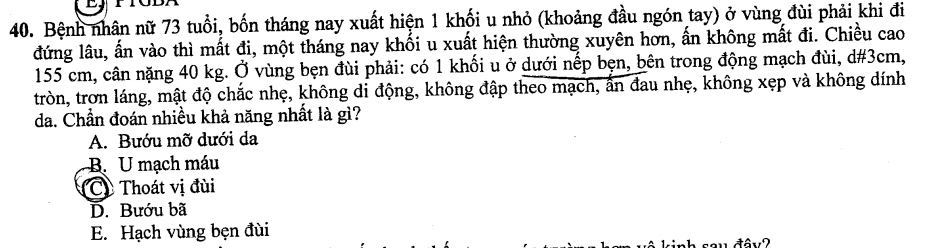 E. PTGBA
40. Bệnh nhân nữ 73 tuổi, bốn tháng nay xuất hiện 1 khối u nhỏ (khoảng đầu ngón tay) ở vùng đùi phải khi đi
đứng lâu, ấn vào thì mất đi, một tháng nay khối u xuất hiện thường xuyên hơn, ấn không mất đi. Chiều cao
155 cm, cân nặng 40 kg. Ở vùng bẹn đùi phải: có 1 khối u ở dưới nếp bẹn, bên trong động mạch đùi, d#3cm,
tròn, trơn láng, mật độ chắc nhẹ, không di động, không đập theo mạch, ấn đau nhẹ, không xẹp và không dính
da. Chẩn đoán nhiều khả năng nhất là gì?
A. Bướu mỡ dưới da
B. U mạch máu
C. Thoát vị đùi
D. Bướu bã
E. Hạch vùng bẹn đùi
kinh sau đây?